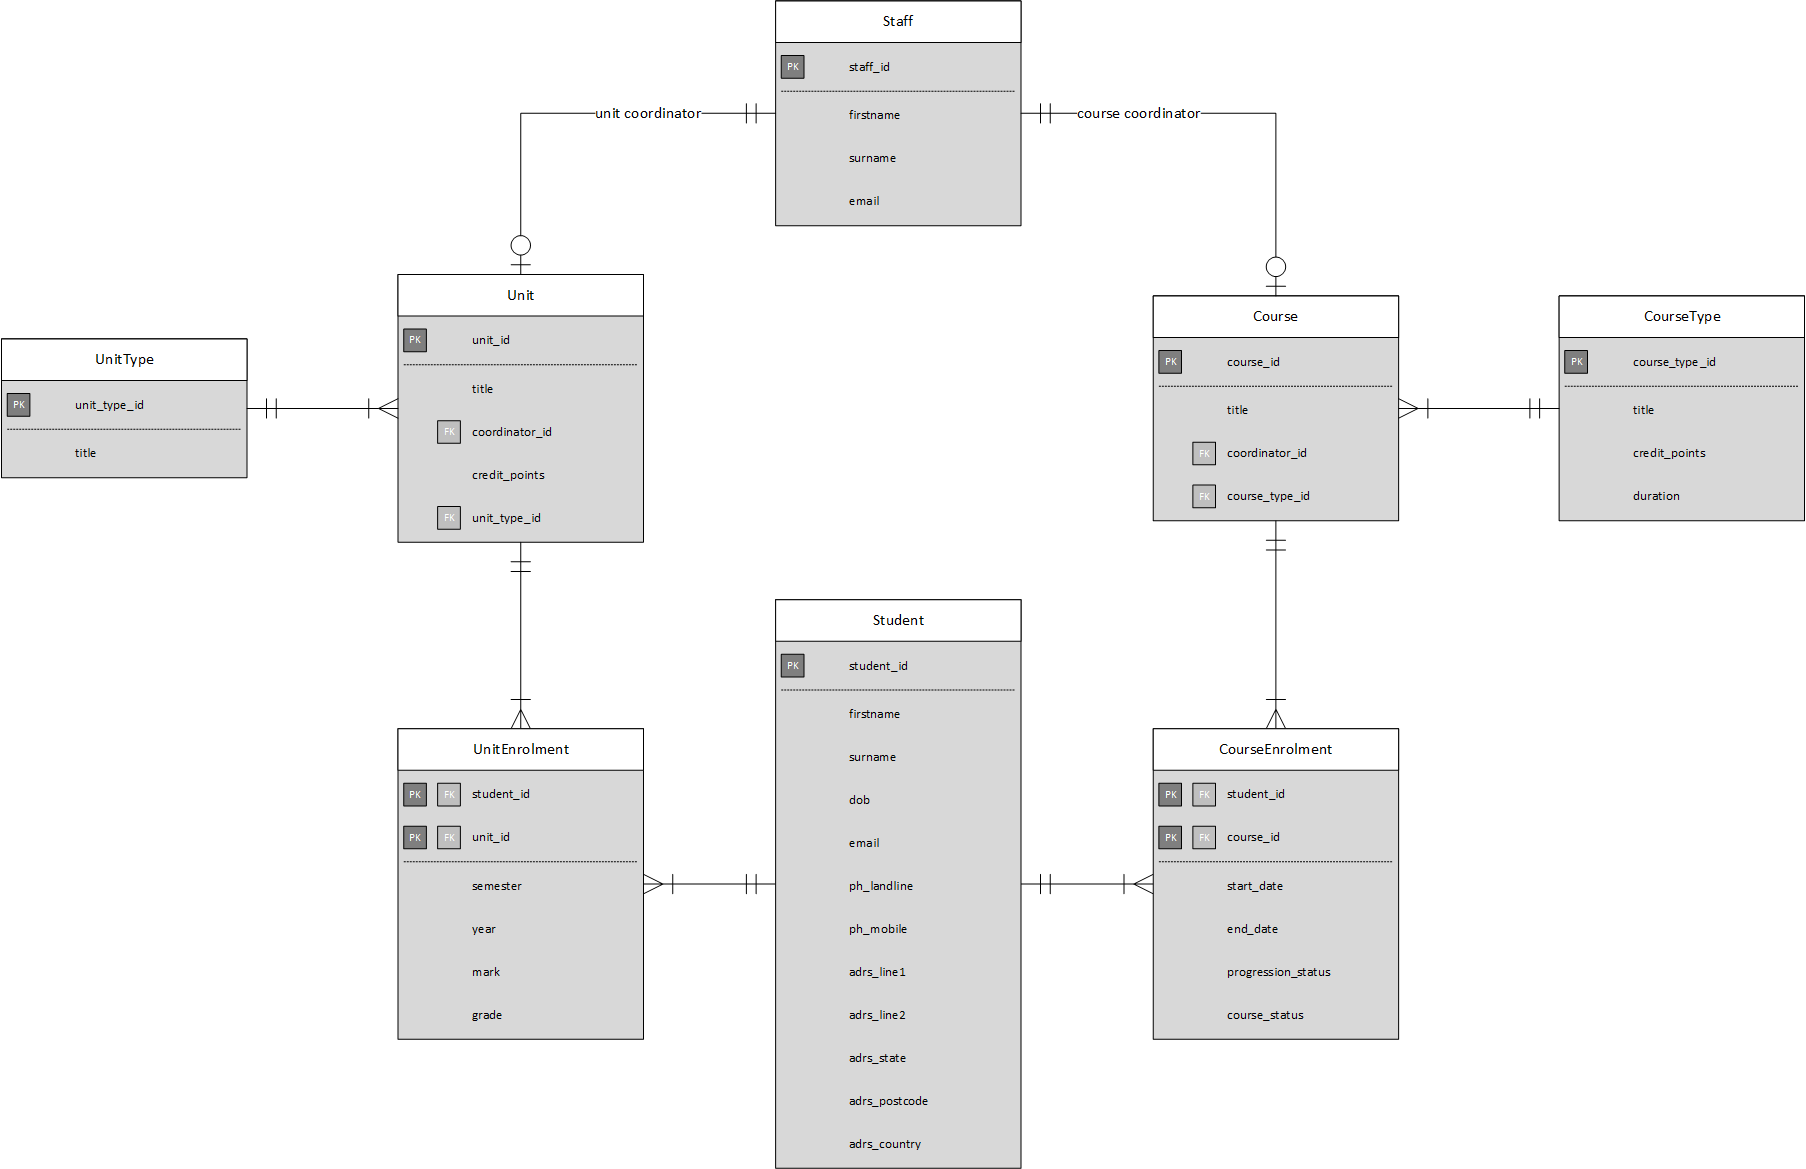 Staff
PK staff_id
firstname
surname
email
unit coordinator
course coordinator
Unit
PK unit_id
title
FK coordinator_id
credit_points
FK unit_type_id
UnitType
PK unit_type_id
title
Course
PK course_id
title
FK coordinator_id
FK course_type_id
CourseType
PK course_type_id
title
credit_points
duration
Student
PK student_id
firstname
surname
dob
email
ph_landline
ph_mobile
adrs_line1
adrs_line2
adrs_state
adrs_postcode
adrs_country
UnitEnrolment
PK FK student_id
PK FK unit_id
semester
year
mark
grade
CourseEnrolment
PK FK student_id
PK FK course_id
start_date
end_date
progression_status
course_status